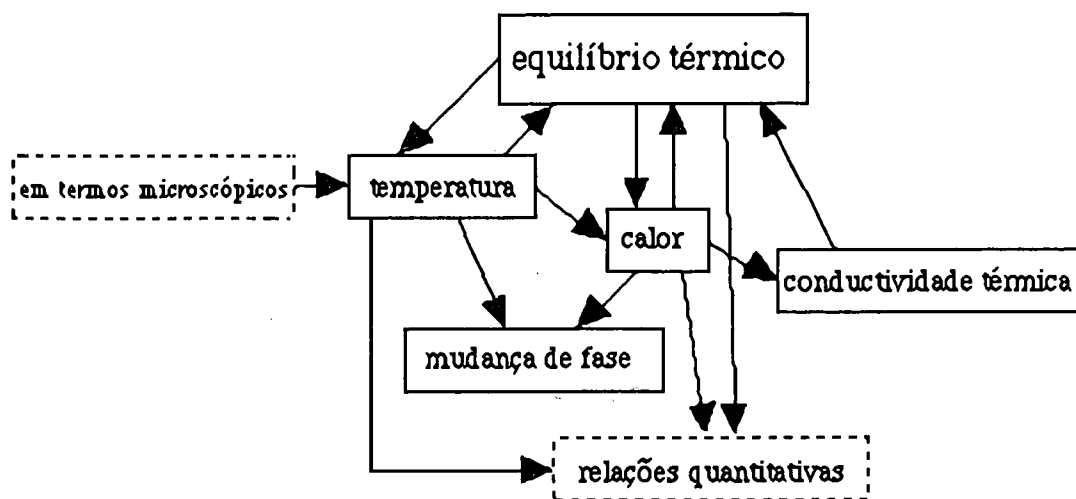 equilíbrio térmico
em termos microscópicos
temperatura
calor
conductividade térmica
mudança de fase
relações quantitativas